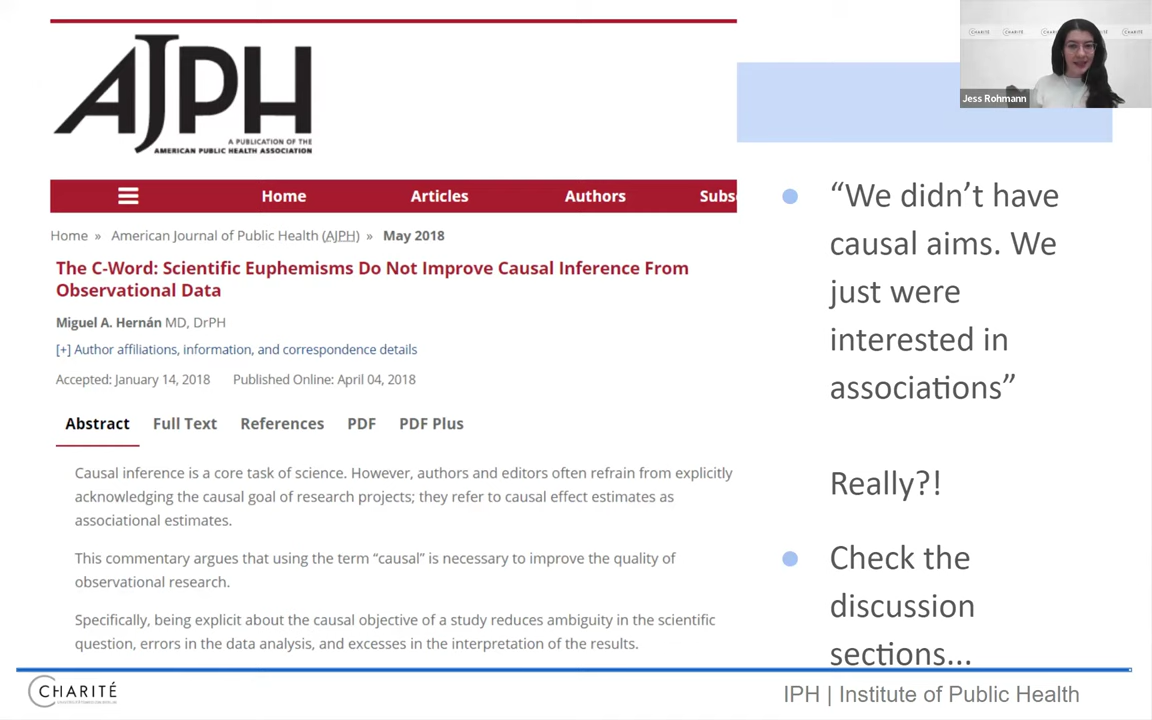 AJPH
A PUBLICATION OF THE
AMERICAN PUBLIC HEALTH ASSOCIATION
Home Articles Authors Subs
Home » American Journal of Public Health (AJPH) » May 2018
The C-Word: Scientific Euphemisms Do Not Improve Causal Inference From
Observational Data
Miguel A. Hernán MD, DrPH
[+] Author affiliations, information, and correspondence details
Accepted: January 14, 2018 Published Online: April 04, 2018
Abstract Full Text References PDF PDF Plus
Causal inference is a core task of science. However, authors and editors often refrain from explicitly
acknowledging the causal goal of research projects; they refer to causal effect estimates as
associational estimates.
This commentary argues that using the term “causal” is necessary to improve the quality of
observational research.
Specifically, being explicit about the causal objective of a study reduces ambiguity in the scientific
question, errors in the data analysis, and excesses in the interpretation of the results.
CHARITÉ CHARITÉ CHARITÉ
Jess Rohmann
“We didn’t have
causal aims. We
just were
interested in
associations”
Really?!
Check the
discussion
sections...
CHARITÉ
IPH | Institute of Public Health